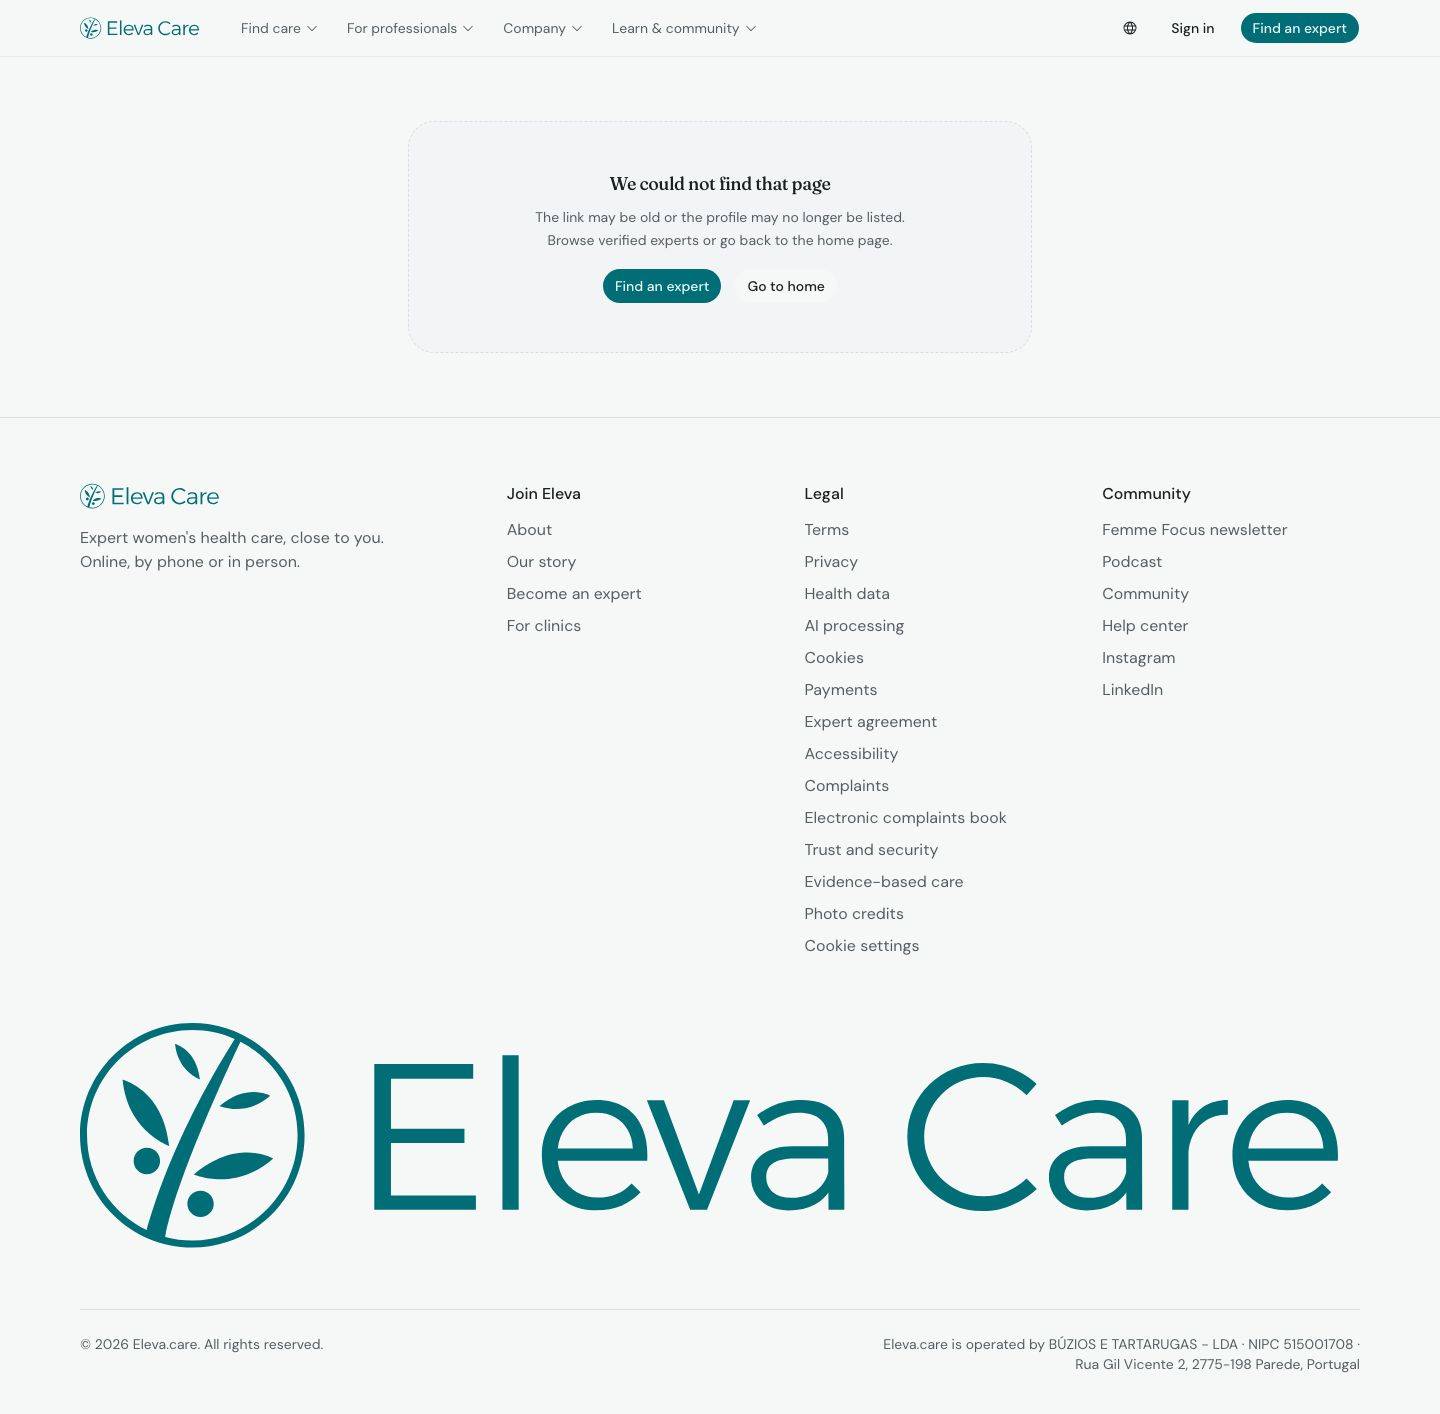 Eleva Care
Find care
For professionals
Company
Learn & community
Sign in
Find an expert
We could not find that page
The link may be old or the profile may no longer be listed.
Browse verified experts or go back to the home page.
Find an expert
Go to home
Eleva Care
Expert women's health care, close to you.
Online, by phone or in person.
Join Eleva
About
Our story
Become an expert
For clinics
Legal
Terms
Privacy
Health data
AI processing
Cookies
Payments
Expert agreement
Accessibility
Complaints
Electronic complaints book
Trust and security
Evidence-based care
Photo credits
Cookie settings
Community
Femme Focus newsletter
Podcast
Community
Help center
Instagram
LinkedIn
Eleva Care
© 2026 Eleva.care. All rights reserved.
Eleva.care is operated by BÚZIOS E TARTARUGAS - LDA · NIPC 515001708 ·
Rua Gil Vicente 2, 2775-198 Parede, Portugal